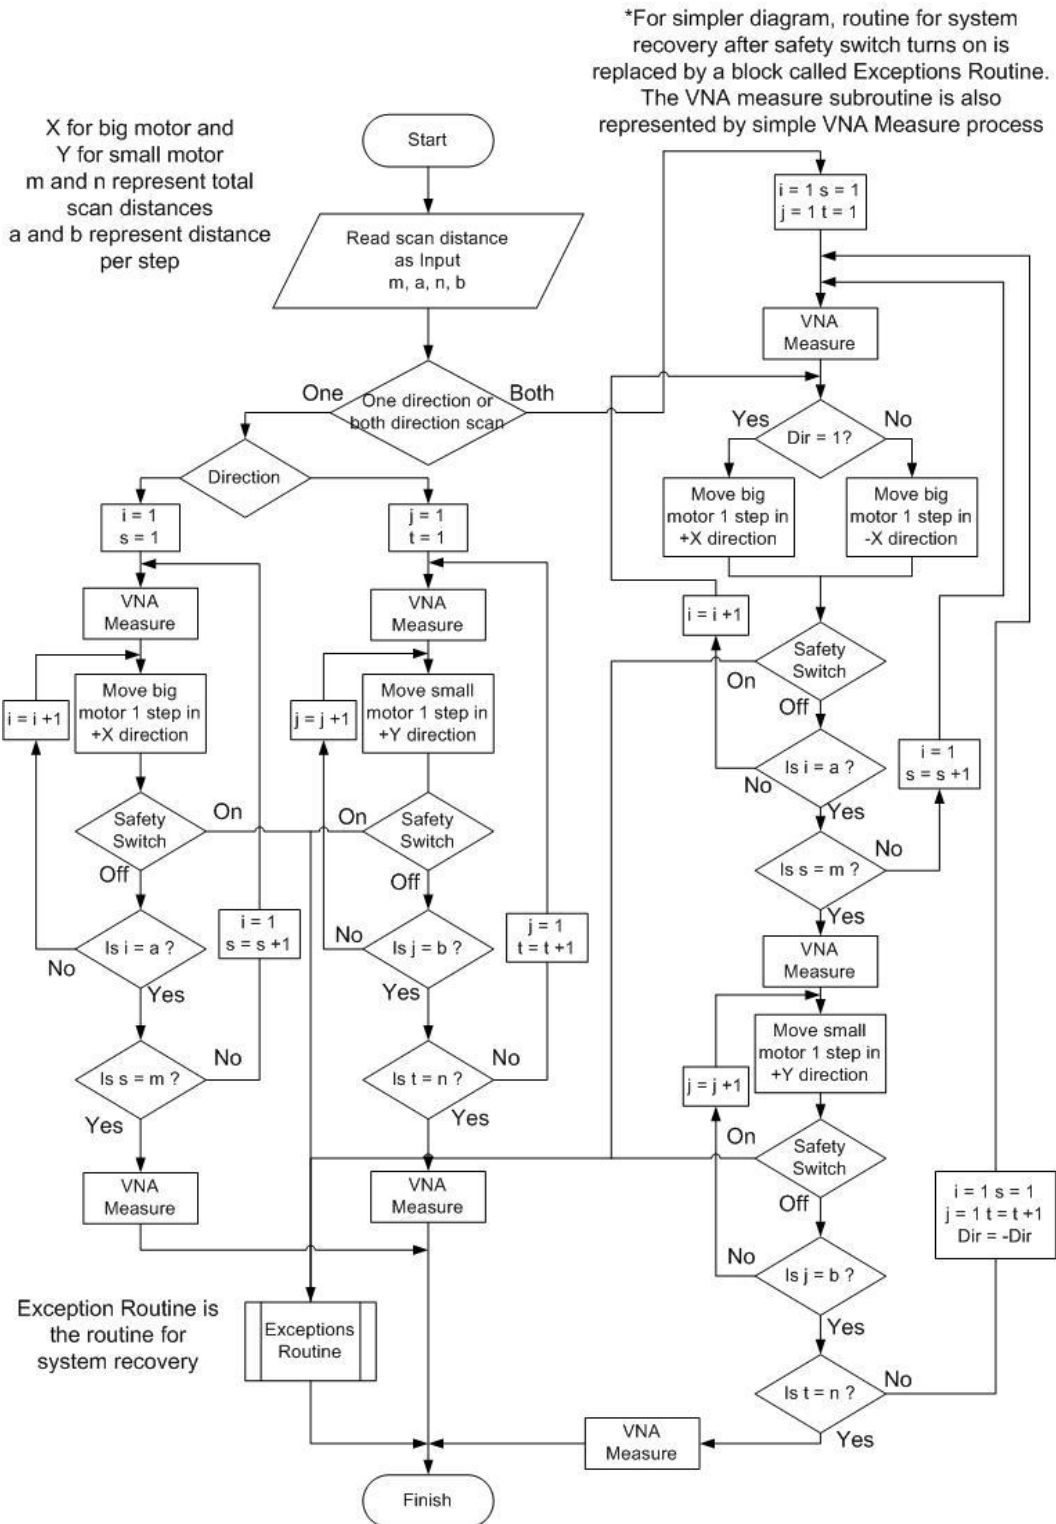 *For simpler diagram, routine for system
recovery after safety switch turns on is
replaced by a block called Exceptions Routine.
The VNA measure subroutine is also
represented by simple VNA Measure process
X for big motor and
Y for small motor
m and n represent total
scan distances
a and b represent distance
per step
Start
Read scan distance
as Input
m, a, n, b
One direction or
both direction scan
One
Both
Direction
i = 1
s = 1
VNA
Measure
i = i +1
Move big
motor 1 step in
+X direction
Safety
Switch
On
Off
Is i = a ?
No
Yes
i = 1
s = s +1
Is s = m ?
No
Yes
VNA
Measure
j = 1
t = 1
VNA
Measure
j = j +1
Move small
motor 1 step in
+Y direction
On
Safety
Switch
Off
No
Is j = b ?
Yes
j = 1
t = t +1
Is t = n ?
No
Yes
VNA
Measure
i = 1 s = 1
j = 1 t = 1
VNA
Measure
Yes
No
Dir = 1?
Move big
motor 1 step in
+X direction
Move big
motor 1 step in
-X direction
i = i +1
Safety
Switch
On
Off
Is i = a ?
No
Yes
i = 1
s = s +1
Is s = m ?
No
Yes
VNA
Measure
Move small
motor 1 step in
+Y direction
j = j +1
On
Safety
Switch
Off
No
Is j = b ?
Yes
i = 1 s = 1
j = 1 t = t +1
Dir = -Dir
Is t = n ?
No
Yes
VNA
Measure
Exception Routine is
the routine for
system recovery
Exceptions
Routine
Finish